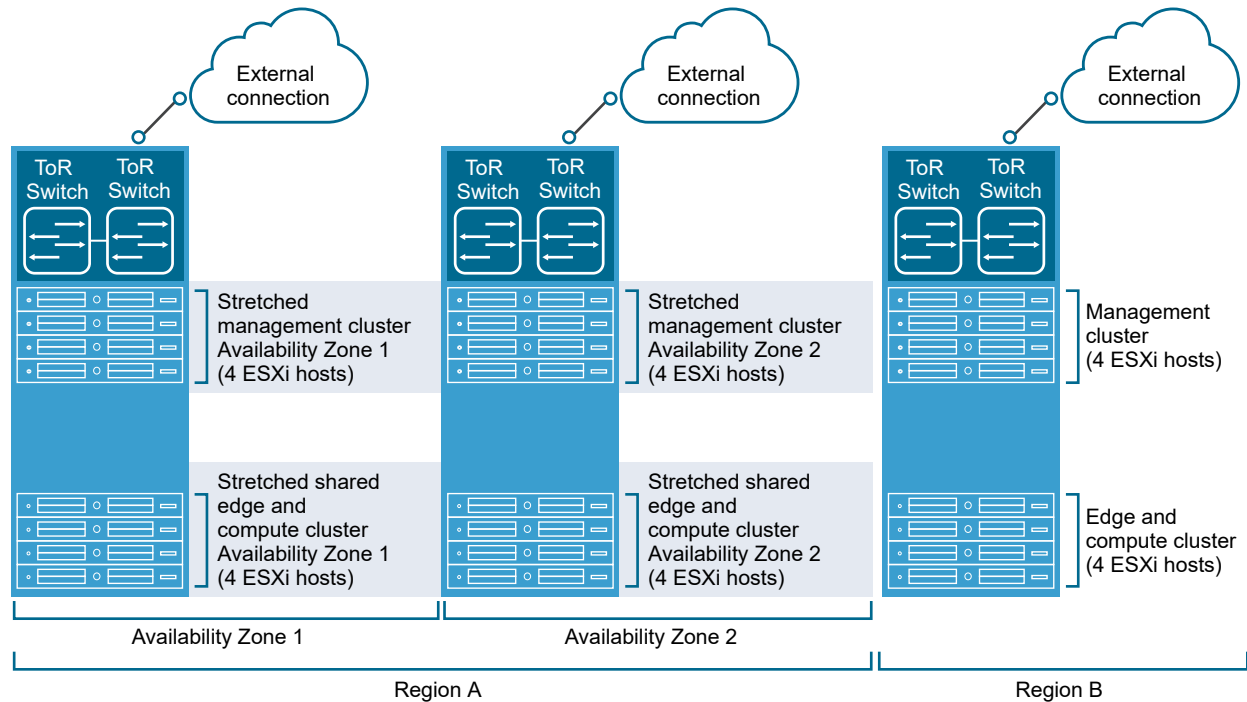 External
connection
External
connection
External
connection
ToR
Switch
ToR
Switch
ToR
Switch
ToR
Switch
ToR
Switch
ToR
Switch
Stretched
management cluster
Availability Zone 1
(4 ESXi hosts)
Stretched
management cluster
Availability Zone 2
(4 ESXi hosts)
Management
cluster
(4 ESXi hosts)
Stretched shared
edge and
compute cluster
Availability Zone 1
(4 ESXi hosts)
Stretched shared
edge and
compute cluster
Availability Zone 2
(4 ESXi hosts)
Edge and
compute cluster
(4 ESXi hosts)
Availability Zone 1
Availability Zone 2
Region A
Region B